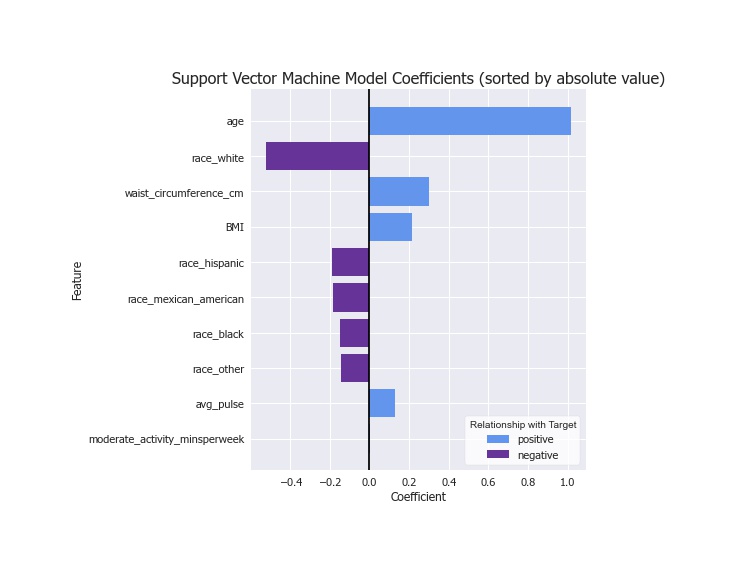 Support Vector Machine Model Coefficients (sorted by absolute value)
age
race_white
waist_circumference_cm
BMI
race_hispanic
race_mexican_american
race_black
race_other
avg_pulse
moderate_activity_minsperweek
Feature
Relationship with Target
positive
negative
−0.4 −0.2 0.0 0.2 0.4 0.6 0.8 1.0
Coefficient